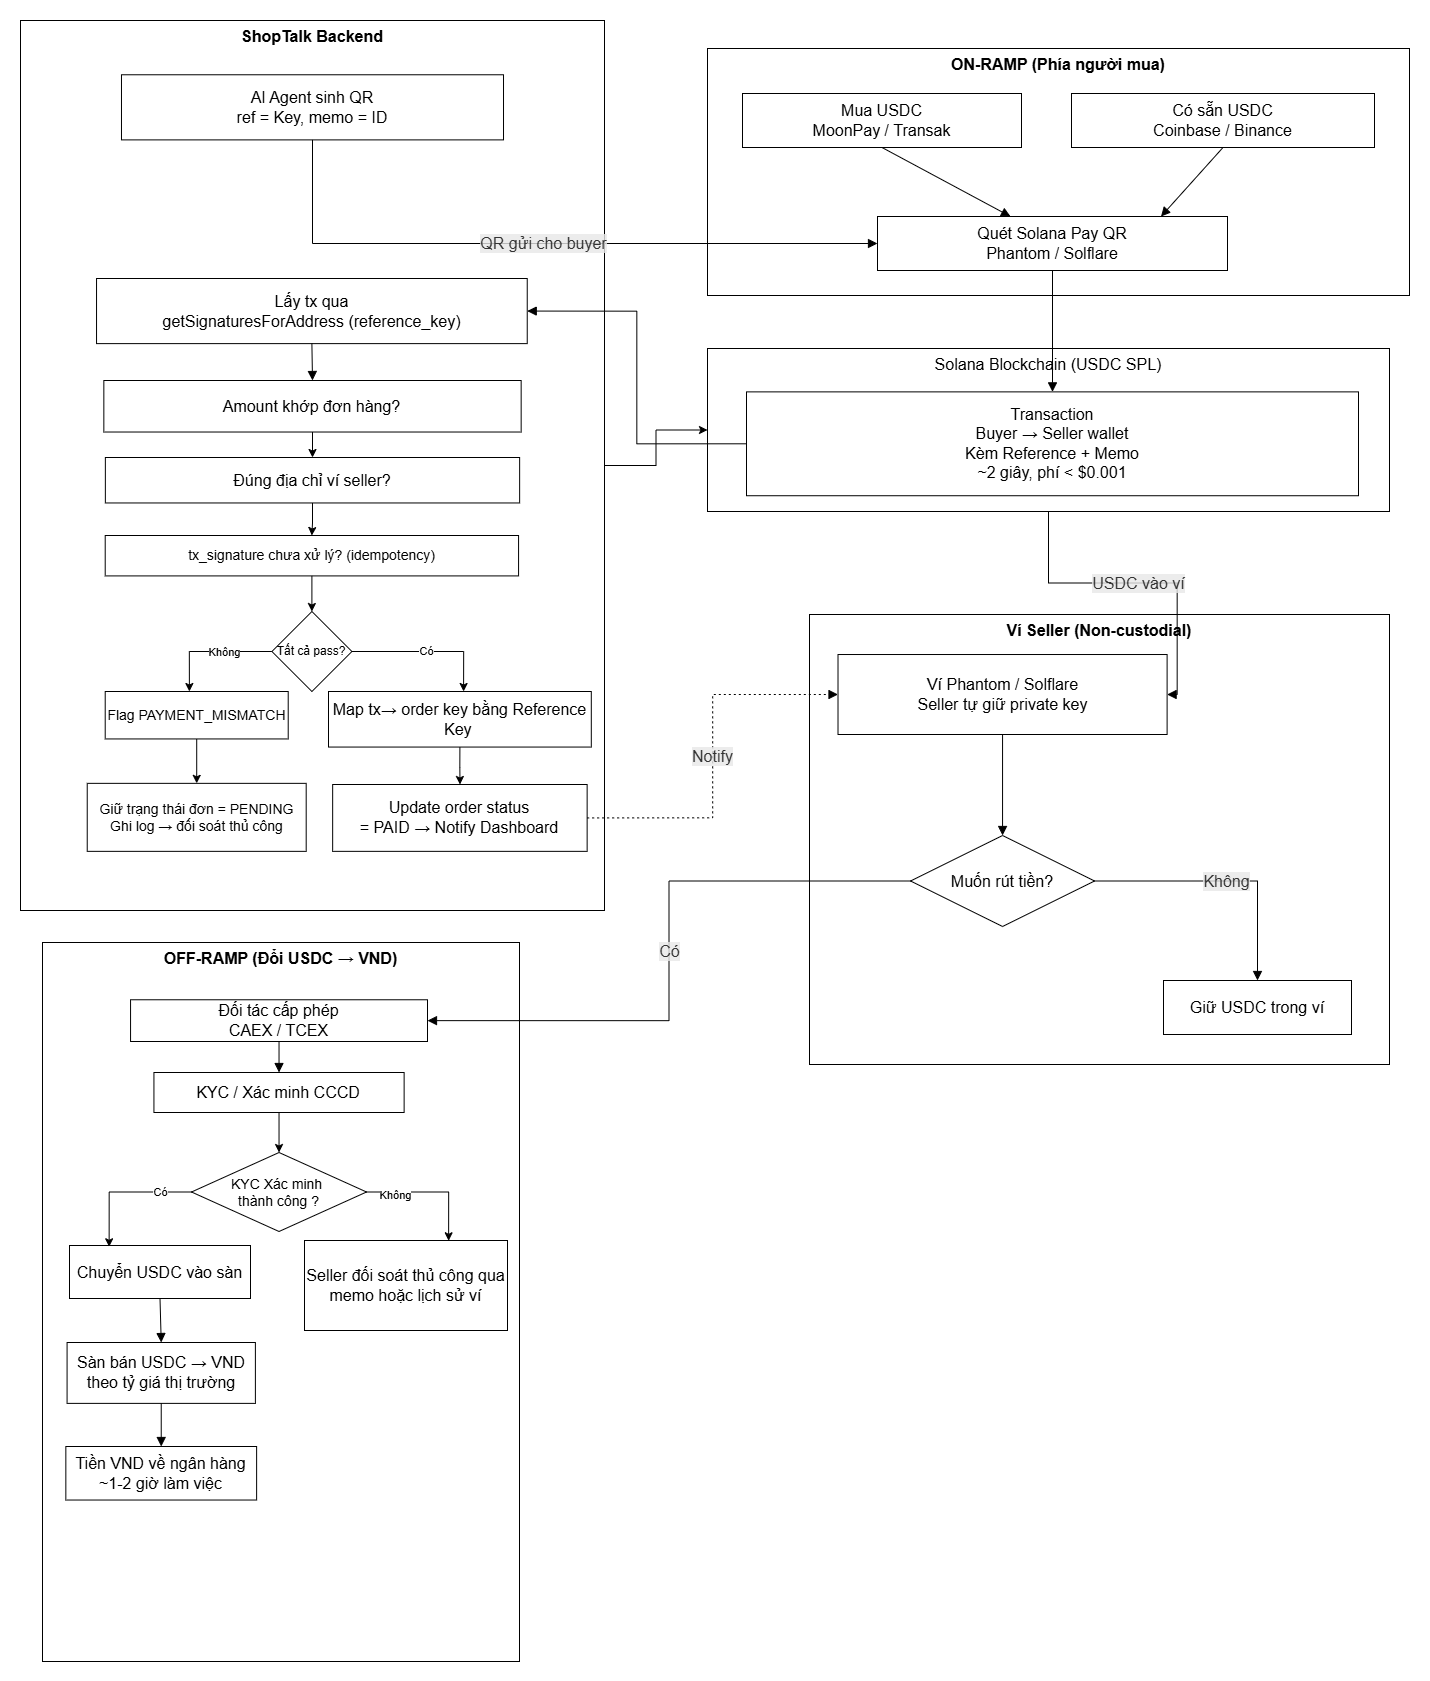 ShopTalk Backend
AI Agent sinh QR
ref = Key, memo = ID
QR gửi cho buyer
Lấy tx qua
getSignaturesForAddress (reference_key)
Amount khớp đơn hàng?
Đúng địa chỉ ví seller?
tx_signature chưa xử lý? (idempotency)
Tất cả pass?
Không
Có
Flag PAYMENT_MISMATCH
Map tx→ order key bằng Reference
Key
Giữ trạng thái đơn = PENDING
Ghi log → đối soát thủ công
Update order status
= PAID → Notify Dashboard
ON-RAMP (Phía người mua)
Mua USDC
MoonPay / Transak
Có sẵn USDC
Coinbase / Binance
Quét Solana Pay QR
Phantom / Solflare
Solana Blockchain (USDC SPL)
Transaction
Buyer → Seller wallet
Kèm Reference + Memo
~2 giây, phí < $0.001
USDC vào ví
Notify
Ví Seller (Non-custodial)
Ví Phantom / Solflare
Seller tự giữ private key
Muốn rút tiền?
Không
Có
Giữ USDC trong ví
OFF-RAMP (Đổi USDC → VND)
Đối tác cấp phép
CAEX / TCEX
KYC / Xác minh CCCD
KYC Xác minh
thành công ?
Có
Không
Chuyển USDC vào sàn
Seller đối soát thủ công qua
memo hoặc lịch sử ví
Sàn bán USDC → VND
theo tỷ giá thị trường
Tiền VND về ngân hàng
~1-2 giờ làm việc